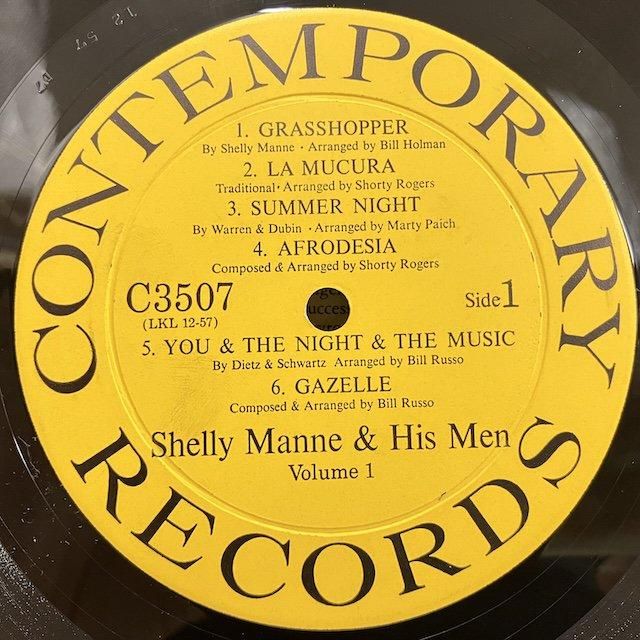 CONTEMPORARY
1. GRASSHOPPER
By Shelly Manne · Arranged by Bill Holman
2. LA MUCURA
Traditional · Arranged by Shorty Rogers
3. SUMMER NIGHT
By Warren & Dubin · Arranged by Marty Paich
4. AFRODESIA
Composed & Arranged by Shorty Rogers
C3507
(LKL 12-57)
Side 1
5. YOU & THE NIGHT & THE MUSIC
By Dietz & Schwartz Arranged by Bill Russo
6. GAZELLE
Composed & Arranged by Bill Russo
Shelly Manne & His Men
Volume 1
RECORDS